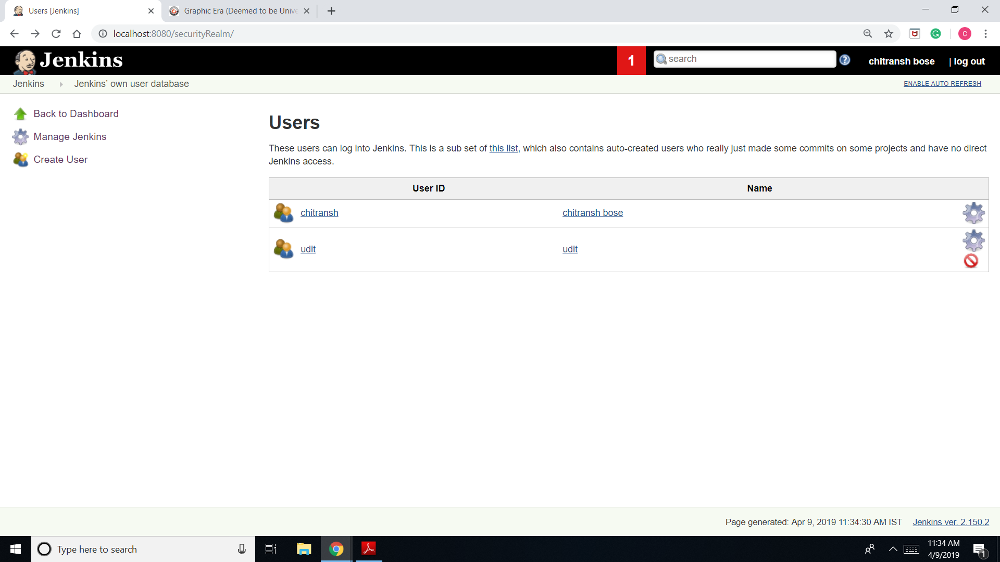 Users [Jenkins]
Graphic Era (Deemed to be Unive
localhost:8080/securityRealm/
C
Jenkins
1
search
chitransh bose
| log out
Jenkins
Jenkins' own user database
ENABLE AUTO REFRESH
Back to Dashboard
Manage Jenkins
Create User
Users
These users can log into Jenkins. This is a sub set of this list, which also contains auto-created users who really just made some commits on some projects and have no direct
Jenkins access.
User ID
Name
chitransh
chitransh bose
udit
udit
Page generated: Apr 9, 2019 11:34:30 AM IST
Jenkins ver. 2.150.2
Type here to search
11:34 AM
4/9/2019
1